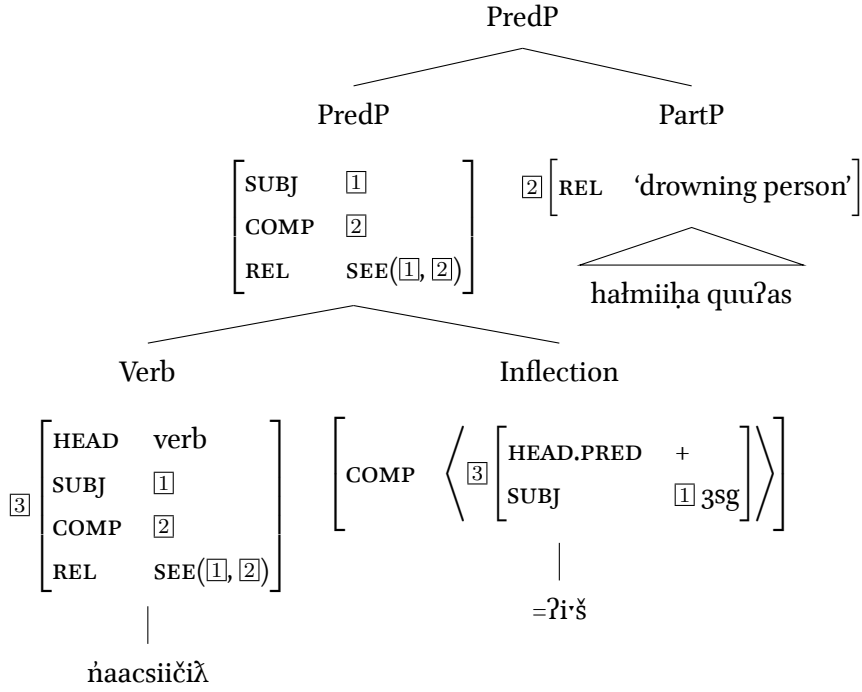 PredP
PredP PartP
SUBJ 1
COMP 2
REL SEE(1, 2)
2 REL ‘drowning person’
hałmiiḥa quuʔas
Verb Inflection
3 HEAD verb
SUBJ 1
COMP 2
REL SEE(1, 2)
COMP ⟨ 3 HEAD.PRED +
SUBJ 1 3sg ⟩
=ʔi·š
n̓aacsiičiƛ̓